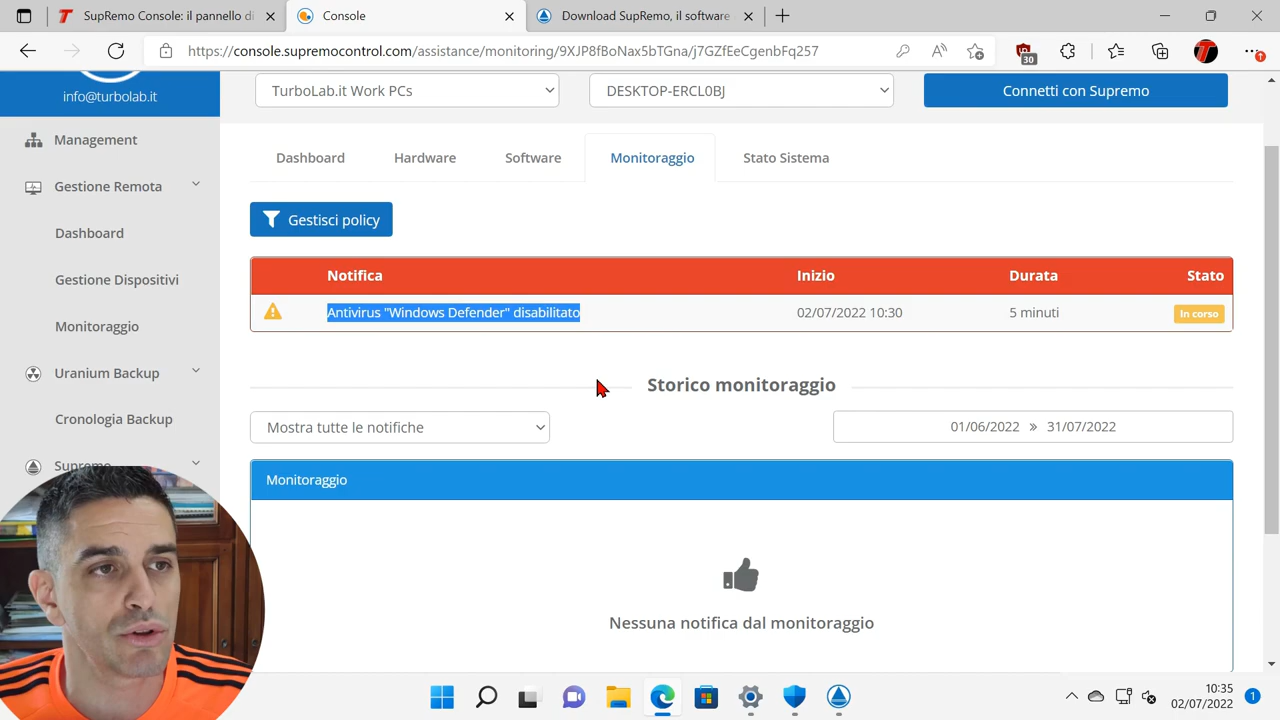 SupRemo Console: il pannello di
Console
Download SupRemo, il software
https://console.supremocontrol.com/assistance/monitoring/9XJP8fBoNax5bTGna/j7GZfEeCgenbFq257
30
info@turbolab.it
TurboLab.it Work PCs
DESKTOP-ERCL0BJ
Connetti con Supremo
Management
Gestione Remota
Dashboard
Gestione Dispositivi
Monitoraggio
Uranium Backup
Cronologia Backup
Supremo
Dashboard
Hardware
Software
Monitoraggio
Stato Sistema
Gestisci policy
Notifica
Inizio
Durata
Stato
Antivirus "Windows Defender" disabilitato
02/07/2022 10:30
5 minuti
In corso
Storico monitoraggio
Mostra tutte le notifiche
01/06/2022 » 31/07/2022
Monitoraggio
Nessuna notifica dal monitoraggio
10:35
02/07/2022
1